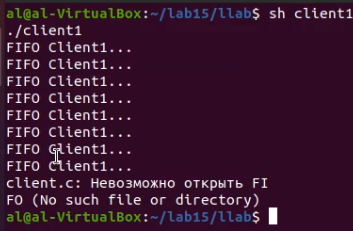 al@al-VirtualBox:~/lab15/llab$ sh client1
./client1
FIFO Client1...
FIFO Client1...
FIFO Client1...
FIFO Client1...
FIFO Client1...
FIFO Client1...
FIFO Client1...
FIFO Client1...
client.c: Невозможно открыть FI
FO (No such file or directory)
al@al-VirtualBox:~/lab15/llab$